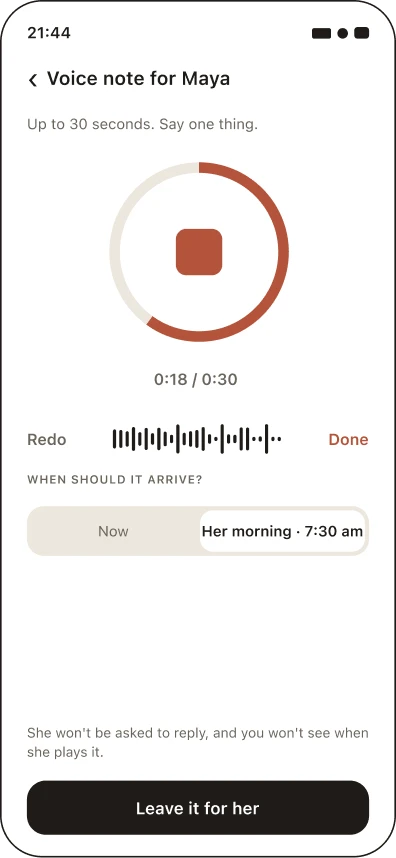 21:44
Voice note for Maya
Up to 30 seconds. Say one thing.
0:18 / 0:30
Redo
Done
WHEN SHOULD IT ARRIVE?
Now
Her morning · 7:30 am
She won't be asked to reply, and you won't see when
she plays it.
Leave it for her